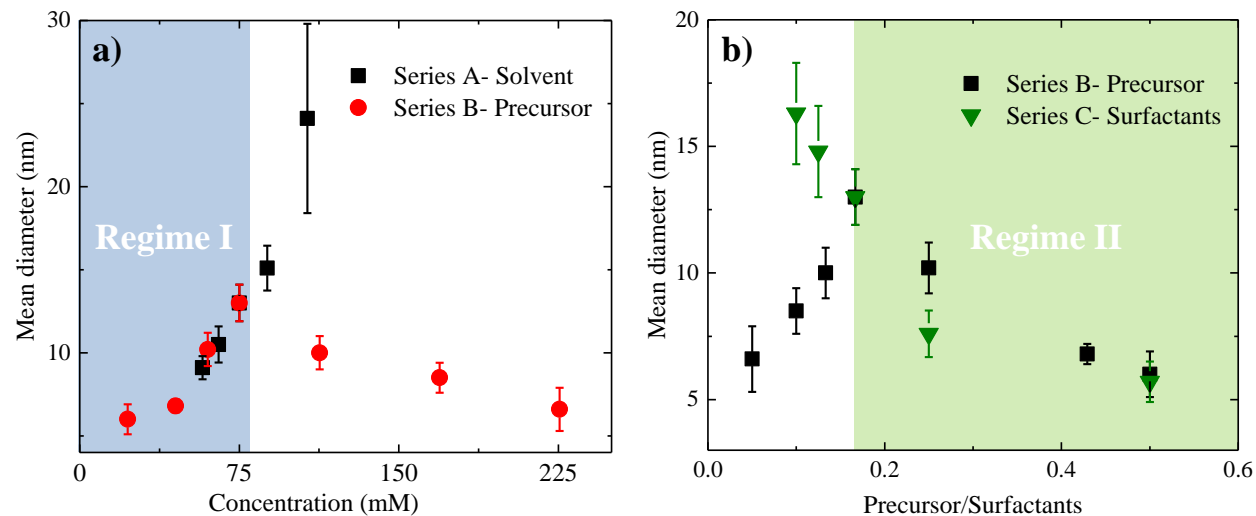 a)
Series A- Solvent
Series B- Precursor
Regime I
Mean diameter (nm)
30
20
10
0
75
150
225
Concentration (mM)
b)
Series B- Precursor
Series C- Surfactants
Regime II
Mean diameter (nm)
20
15
10
5
0.0
0.2
0.4
0.6
Precursor/Surfactants